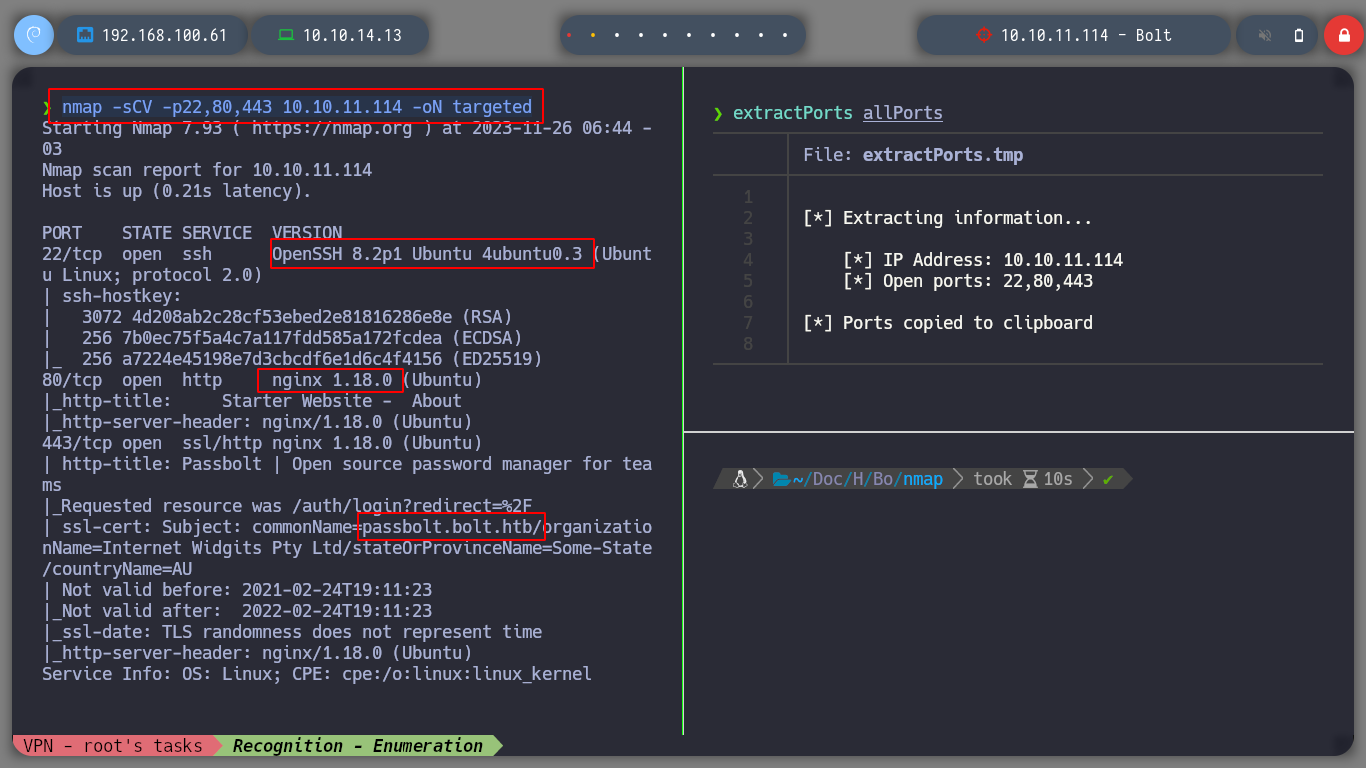 192.168.100.61
10.10.14.13
10.10.11.114 - Bolt
❯ nmap -sCV -p22,80,443 10.10.11.114 -oN targeted
Starting Nmap 7.93 ( https://nmap.org ) at 2023-11-26 06:44 -
03
Nmap scan report for 10.10.11.114
Host is up (0.21s latency).
PORT    STATE SERVICE  VERSION
22/tcp  open  ssh      OpenSSH 8.2p1 Ubuntu 4ubuntu0.3 (Ubunt
u Linux; protocol 2.0)
| ssh-hostkey:
|   3072 4d208ab2c28cf53ebed2e81816286e8e (RSA)
|   256 7b0ec75f5a4c7a117fdd585a172fcdea (ECDSA)
|_  256 a7224e45198e7d3cbcdf6e1d6c4f4156 (ED25519)
80/tcp  open  http     nginx 1.18.0 (Ubuntu)
|_http-title:     Starter Website -  About
|_http-server-header: nginx/1.18.0 (Ubuntu)
443/tcp open  ssl/http nginx 1.18.0 (Ubuntu)
| http-title: Passbolt | Open source password manager for tea
ms
|_Requested resource was /auth/login?redirect=%2F
| ssl-cert: Subject: commonName=passbolt.bolt.htb/organizatio
nName=Internet Widgits Pty Ltd/stateOrProvinceName=Some-State
/countryName=AU
| Not valid before: 2021-02-24T19:11:23
|_Not valid after:  2022-02-24T19:11:23
|_ssl-date: TLS randomness does not represent time
|_http-server-header: nginx/1.18.0 (Ubuntu)
Service Info: OS: Linux; CPE: cpe:/o:linux:linux_kernel
❯ extractPorts allPorts
File: extractPorts.tmp
1
2 [*] Extracting information...
3
4 [*] IP Address: 10.10.11.114
5 [*] Open ports: 22,80,443
6
7 [*] Ports copied to clipboard
8
~/Doc/H/Bo/nmap took 10s ✔
VPN - root's tasks
Recognition - Enumeration